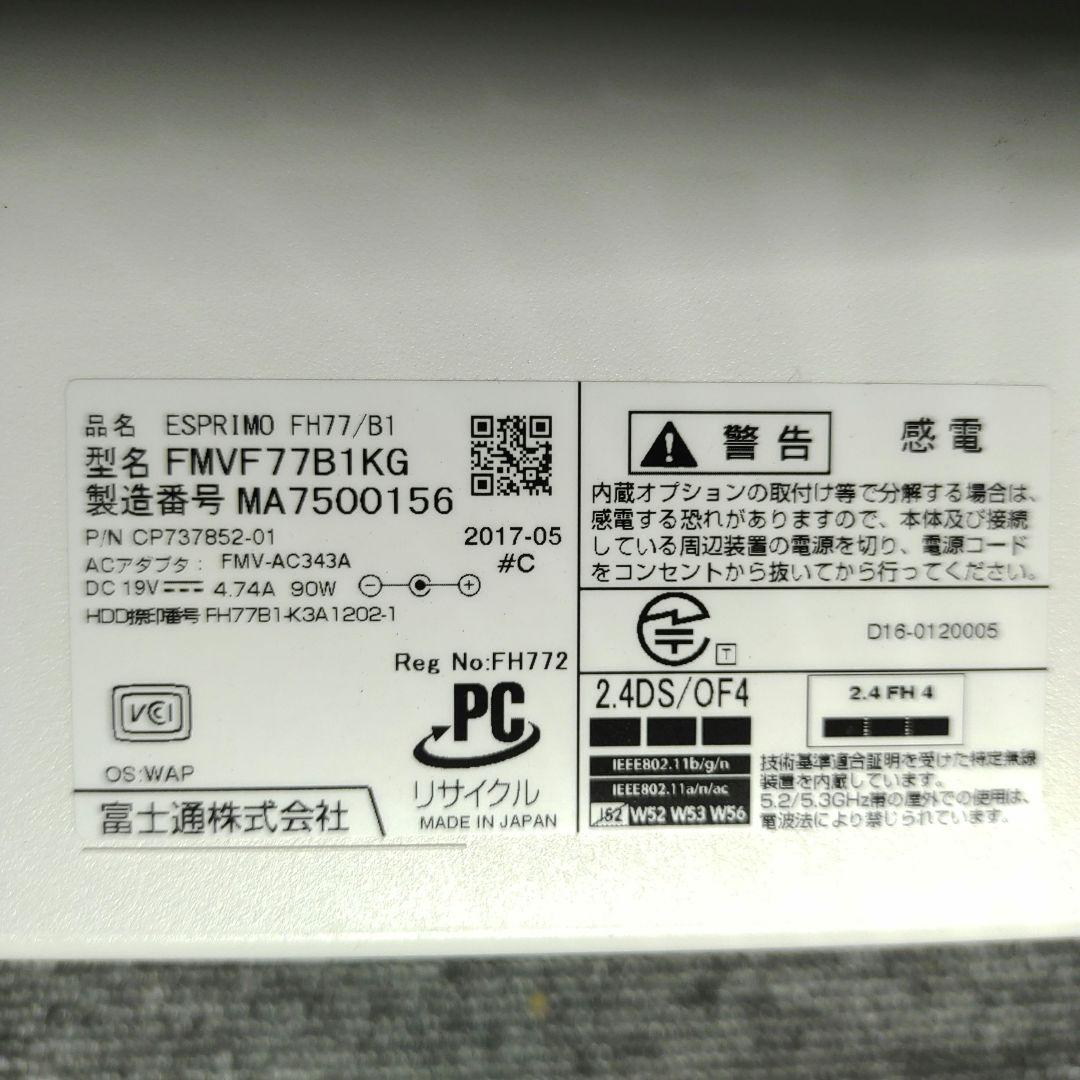 品名 ESPRIMO FH77/B1
型名 FMVF77B1KG
製造番号 MA7500156
P/N CP737852-01 2017-05
ACアダプタ: FMV-AC343A #C
DC 19V 4.74A 90W
HDD捺印番号 FH77B1-K3A1202-1
Reg No:FH772
VCCI
PC
リサイクル
OS:WAP
富士通株式会社
MADE IN JAPAN
警告 感電
内蔵オプションの取付け等で分解する場合は、
感電する恐れがありますので、本体及び接続
している周辺装置の電源を切り、電源コード
をコンセントから抜いてから行ってください。
T D16-0120005
2.4DS/OF4
2.4 FH 4
IEEE802.11b/g/n
IEEE802.11a/n/ac
J52 W52 W53 W56
技術基準適合証明を受けた特定無線
装置を内蔵しています。
5.2/5.3GHz帯の屋外での使用は、
電波法により禁じられています。